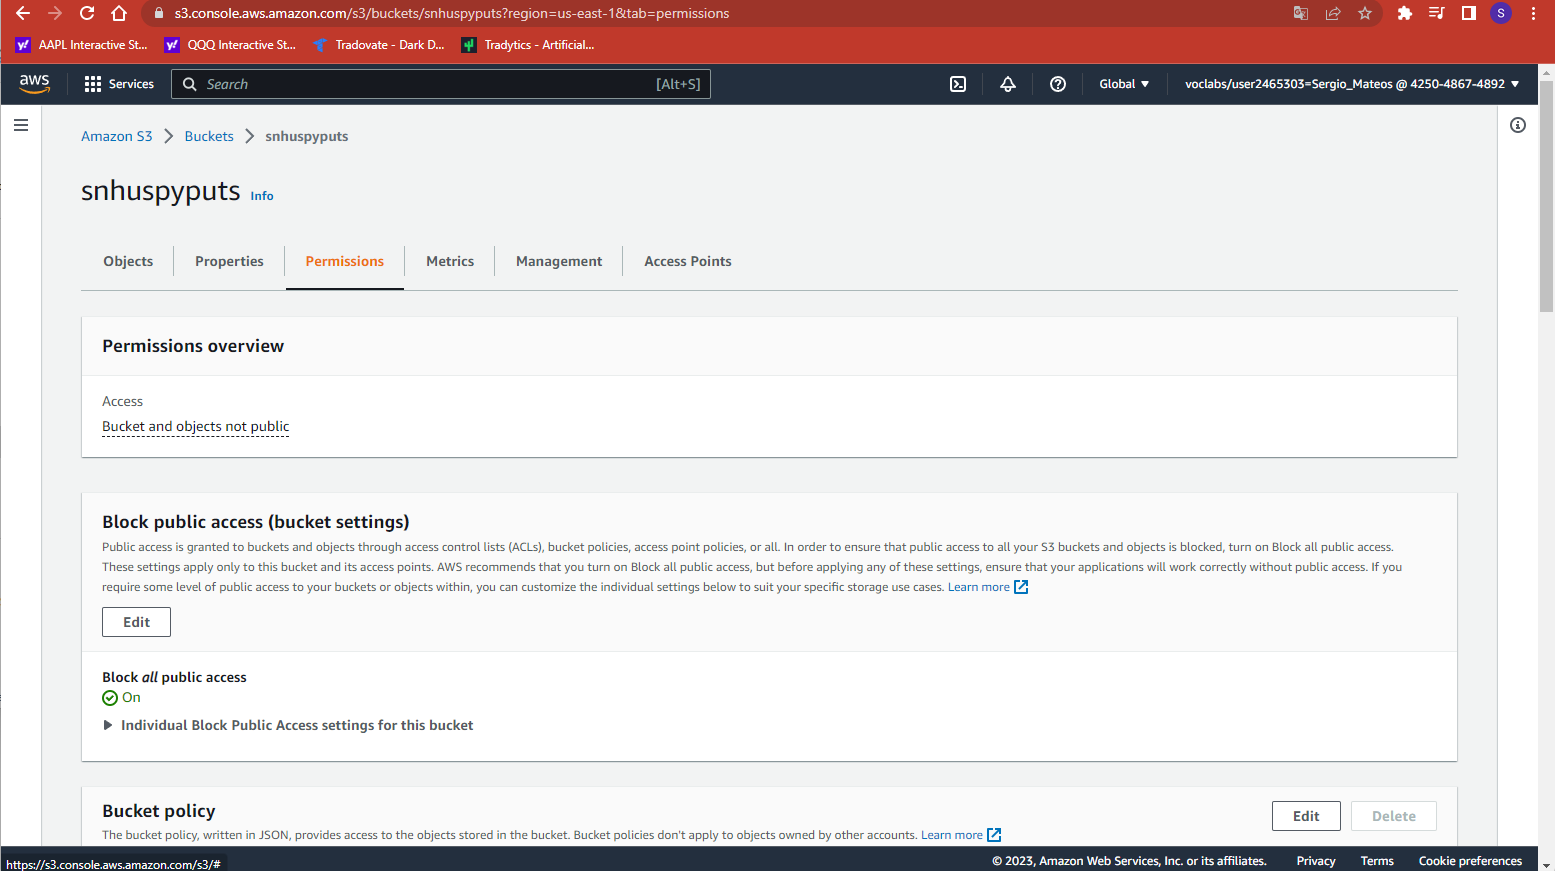 s3.console.aws.amazon.com/s3/buckets/snhuspyputs?region=us-east-1&tab=permissions
S
AAPL Interactive St... QQQ Interactive St... Tradovate - Dark D... Tradytics - Artificial...
aws Services Search [Alt+S] Global voclabs/user2465303=Sergio_Mateos @ 4250-4867-4892
Amazon S3 Buckets snhuspyputs
snhuspyputs Info
Objects Properties Permissions Metrics Management Access Points
Permissions overview
Access
Bucket and objects not public
Block public access (bucket settings)
Public access is granted to buckets and objects through access control lists (ACLs), bucket policies, access point policies, or all. In order to ensure that public access to all your S3 buckets and objects is blocked, turn on Block all public access.
These settings apply only to this bucket and its access points. AWS recommends that you turn on Block all public access, but before applying any of these settings, ensure that your applications will work correctly without public access. If you
require some level of public access to your buckets or objects within, you can customize the individual settings below to suit your specific storage use cases. Learn more
Edit
Block all public access
On
Individual Block Public Access settings for this bucket
Bucket policy
Edit Delete
The bucket policy, written in JSON, provides access to the objects stored in the bucket. Bucket policies don't apply to objects owned by other accounts. Learn more
https://s3.console.aws.amazon.com/s3/# © 2023, Amazon Web Services, Inc. or its affiliates. Privacy Terms Cookie preferences